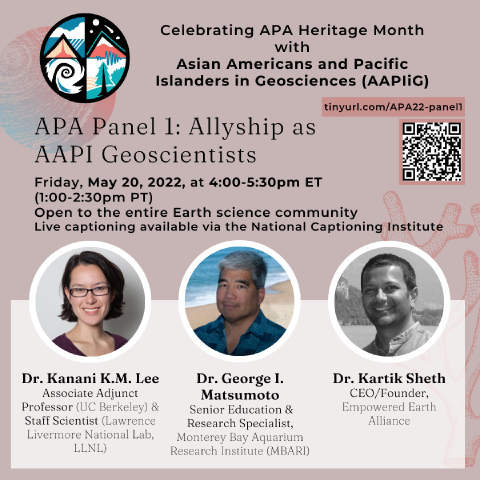 Celebrating APA Heritage Month
with
Asian Americans and Pacific
Islanders in Geosciences (AAPIiG)
tinyurl.com/APA22-panel1
APA Panel 1: Allyship as
AAPI Geoscientists
Friday, May 20, 2022, at 4:00-5:30pm ET
(1:00-2:30pm PT)
Open to the entire Earth science community
Live captioning available via the National Captioning Institute
Dr. Kanani K.M. Lee
Associate Adjunct
Professor (UC Berkeley) &
Staff Scientist (Lawrence
Livermore National Lab,
LLNL)
Dr. George I.
Matsumoto
Senior Education &
Research Specialist,
Monterey Bay Aquarium
Research Institute (MBARI)
Dr. Kartik Sheth
CEO/Founder,
Empowered Earth
Alliance